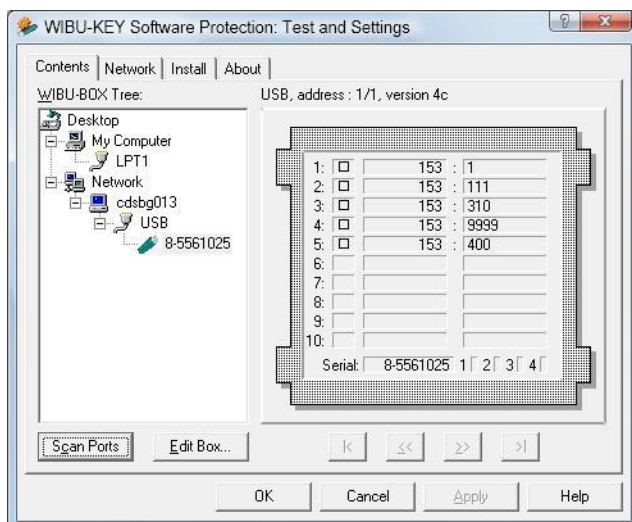 WIBU-KEY Software Protection: Test and Settings
Contents Network Install About
WIBU-BOX Tree:
USB, address : 1/1, version 4c
Desktop
My Computer
LPT1
Network
cdsbg013
USB
8-5561025
1: 153 : 1
2: 153 : 111
3: 153 : 310
4: 153 : 9999
5: 153 : 400
6:
7:
8:
9:
10:
Serial: 8-5561025 1 2 3 4
Scan Ports Edit Box... |< << >> >|
OK Cancel Apply Help